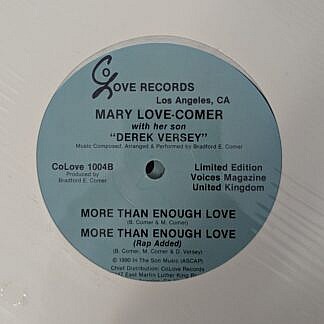 CoLove RECORDS
Los Angeles, CA
MARY LOVE-COMER
with her son
"DEREK VERSEY"
Music Composed, Arranged & Performed by Bradford E. Comer
CoLove 1004B
Produced by
Bradford E. Comer
Limited Edition
Voices Magazine
United Kingdom
MORE THAN ENOUGH LOVE
(B. Comer & M. Comer)
MORE THAN ENOUGH LOVE
(Rap Added)
(B. Comer, M. Comer & D. Versey)
© 1990 In The Son Music (ASCAP)
Chief Distribution: CoLove Records
East Martin Luther King